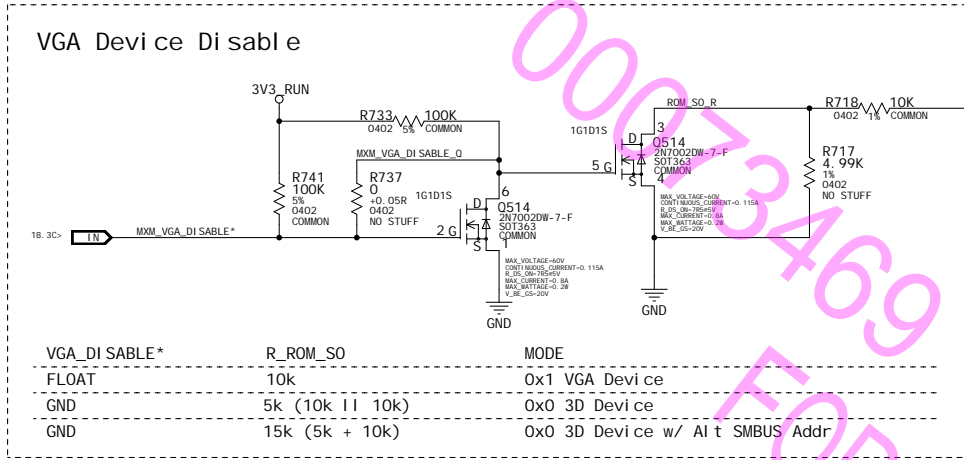 VGA Device Disable
3V3_RUN
R733 100K
0402 5% COMMON
MXM_VGA_DISABLE_Q
R741
100K
5%
0402
COMMON
R737
0
+0.05R
0402
NO STUFF
1G1D1S
6
D
Q514
2N7002DW-7-F
SOT363
COMMON
2 G
S
1
MAX_VOLTAGE=60V
CONTINUOUS_CURRENT=0.115A
R_DS_ON=7R5@5V
MAX_CURRENT=0.8A
MAX_WATTAGE=0.2W
V_BE_GS=20V
GND
18.3C> IN MXM_VGA_DISABLE*
ROM_SO_R
1G1D1S
3
D
Q514
2N7002DW-7-F
SOT363
COMMON
5 G
S
4
MAX_VOLTAGE=60V
CONTINUOUS_CURRENT=0.115A
R_DS_ON=7R5@5V
MAX_CURRENT=0.8A
MAX_WATTAGE=0.2W
V_BE_GS=20V
GND
R718 10K
0402 1% COMMON
R717
4.99K
1%
0402
NO STUFF
VGA_DISABLE* R_ROM_SO MODE
FLOAT 10k 0x1 VGA Device
GND 5k (10k || 10k) 0x0 3D Device
GND 15k (5k + 10k) 0x0 3D Device w/ Alt SMBUS Addr
00073469